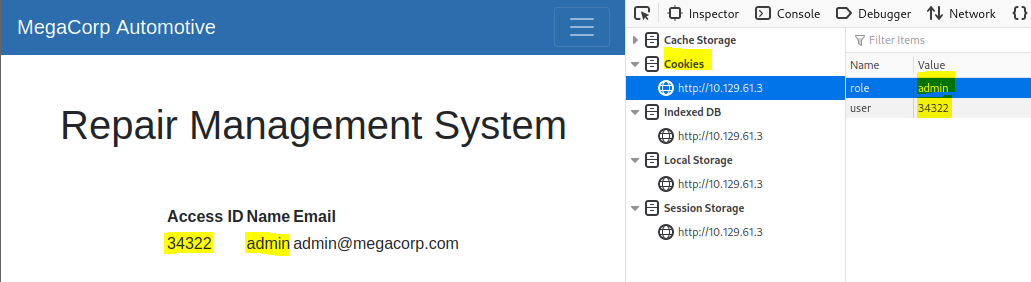 MegaCorp Automotive
Repair Management System
Access ID Name Email
34322 admin admin@megacorp.com
Inspector Console Debugger Network
Cache Storage
Cookies
http://10.129.61.3
Indexed DB
http://10.129.61.3
Local Storage
http://10.129.61.3
Session Storage
http://10.129.61.3
Filter Items
Name Value
role admin
user 34322